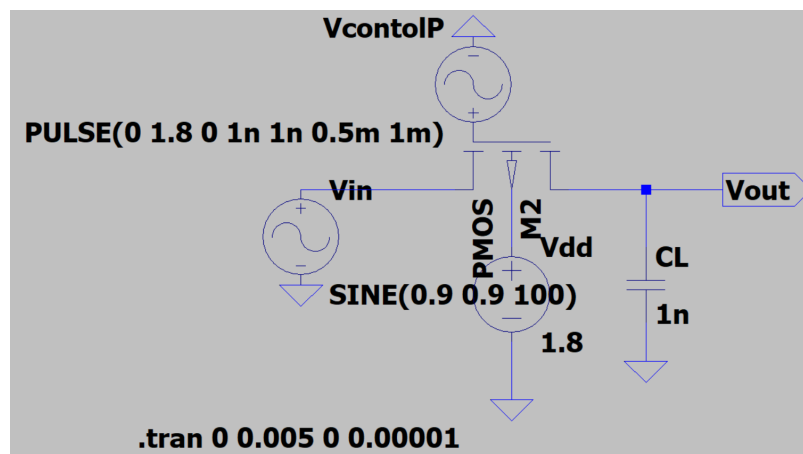 VcontolP
PULSE(0 1.8 0 1n 1n 0.5m 1m)
Vin
Vout
PMOS
M2
Vdd
CL
SINE(0.9 0.9 100)
1n
1.8
.tran 0 0.005 0 0.00001